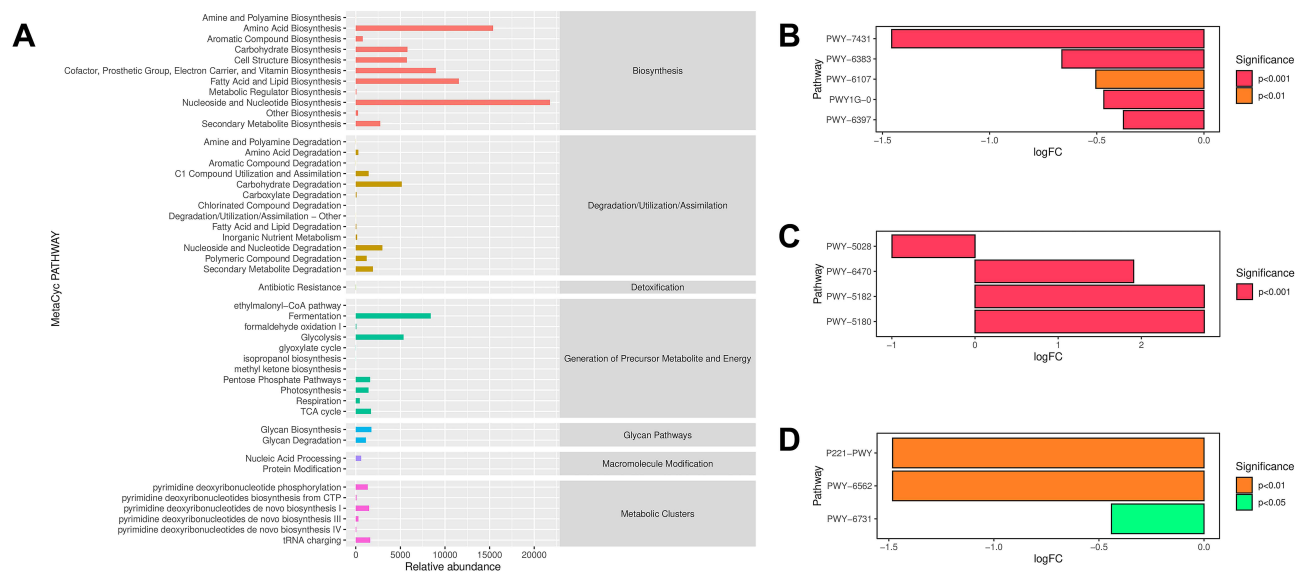 A
MetaCyc PATHWAY
Amine and Polyamine Biosynthesis
Amino Acid Biosynthesis
Aromatic Compound Biosynthesis
Carbohydrate Biosynthesis
Cell Structure Biosynthesis
Cofactor, Prosthetic Group, Electron Carrier, and Vitamin Biosynthesis
Fatty Acid and Lipid Biosynthesis
Metabolic Regulator Biosynthesis
Nucleoside and Nucleotide Biosynthesis
Other Biosynthesis
Secondary Metabolite Biosynthesis
Biosynthesis
Amine and Polyamine Degradation
Amino Acid Degradation
Aromatic Compound Degradation
C1 Compound Utilization and Assimilation
Carbohydrate Degradation
Carboxylate Degradation
Chlorinated Compound Degradation
Degradation/Utilization/Assimilation − Other
Fatty Acid and Lipid Degradation
Inorganic Nutrient Metabolism
Nucleoside and Nucleotide Degradation
Polymeric Compound Degradation
Secondary Metabolite Degradation
Degradation/Utilization/Assimilation
Antibiotic Resistance
Detoxification
ethylmalonyl−CoA pathway
Fermentation
formaldehyde oxidation I
Glycolysis
glyoxylate cycle
isopropanol biosynthesis
methyl ketone biosynthesis
Pentose Phosphate Pathways
Photosynthesis
Respiration
TCA cycle
Generation of Precursor Metabolite and Energy
Glycan Biosynthesis
Glycan Degradation
Glycan Pathways
Nucleic Acid Processing
Protein Modification
Macromolecule Modification
pyrimidine deoxyribonucleotide phosphorylation
pyrimidine deoxyribonucleotides biosynthesis from CTP
pyrimidine deoxyribonucleotides de novo biosynthesis I
pyrimidine deoxyribonucleotides de novo biosynthesis III
pyrimidine deoxyribonucleotides de novo biosynthesis IV
tRNA charging
Metabolic Clusters
0 5000 10000 15000 20000
Relative abundance
B
Pathway
PWY−7431
PWY−6383
PWY−6107
PWY1G−0
PWY−6397
−1.5 −1.0 −0.5 0.0
logFC
Significance
p<0.001
p<0.01
C
Pathway
PWY−5028
PWY−6470
PWY−5182
PWY−5180
−1 0 1 2
logFC
Significance
p<0.001
D
Pathway
P221−PWY
PWY−6562
PWY−6731
−1.5 −1.0 −0.5 0.0
logFC
Significance
p<0.01
p<0.05